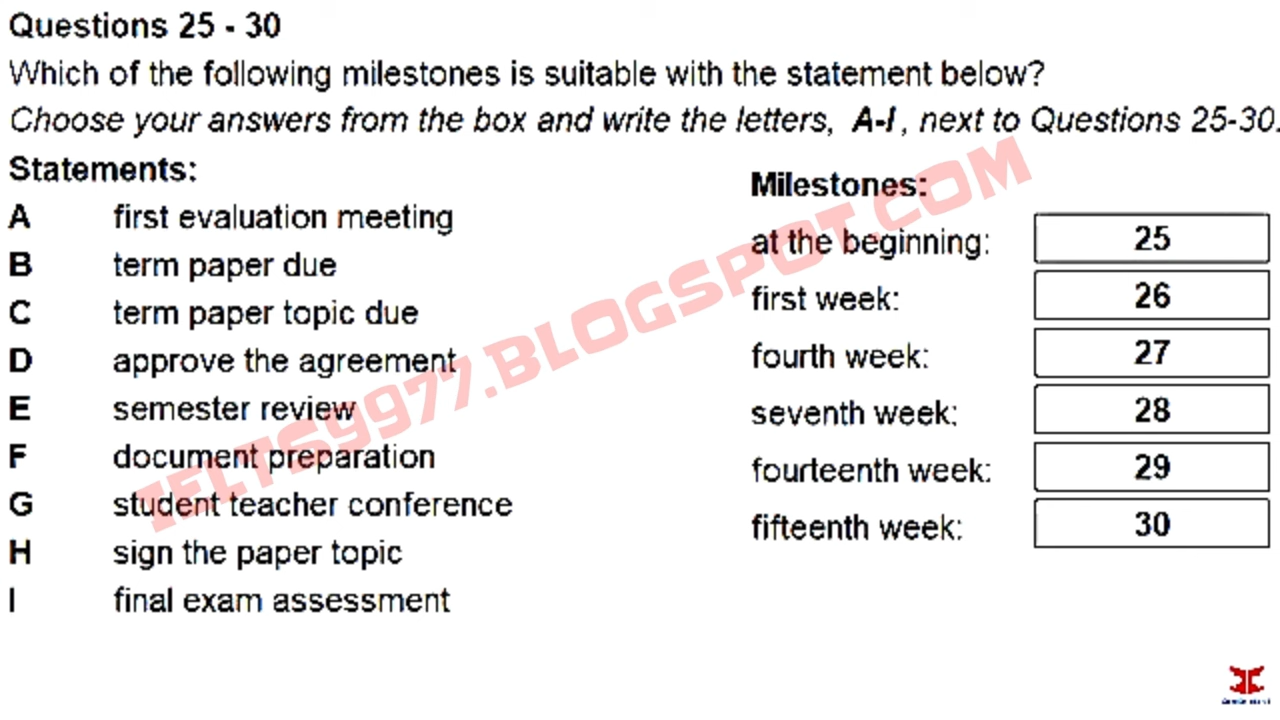 Questions 25 - 30
Which of the following milestones is suitable with the statement below?
Choose your answers from the box and write the letters, A-I, next to Questions 25-30.
Statements:
A first evaluation meeting
B term paper due
C term paper topic due
D approve the agreement
E semester review
F document preparation
G student teacher conference
H sign the paper topic
I final exam assessment
Milestones:
at the beginning: 25
first week: 26
fourth week: 27
seventh week: 28
fourteenth week: 29
fifteenth week: 30
IELTS9977.BLOGSPOT.COM